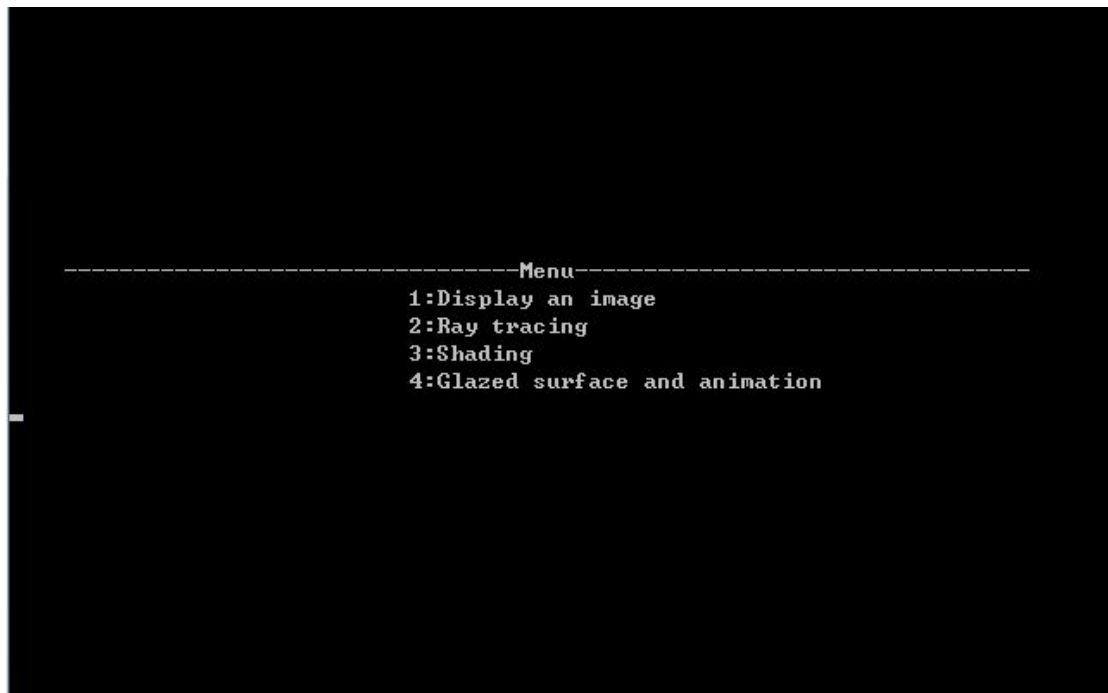 ---------------------------------Menu---------------------------------
1:Display an image
2:Ray tracing
3:Shading
4:Glazed surface and animation